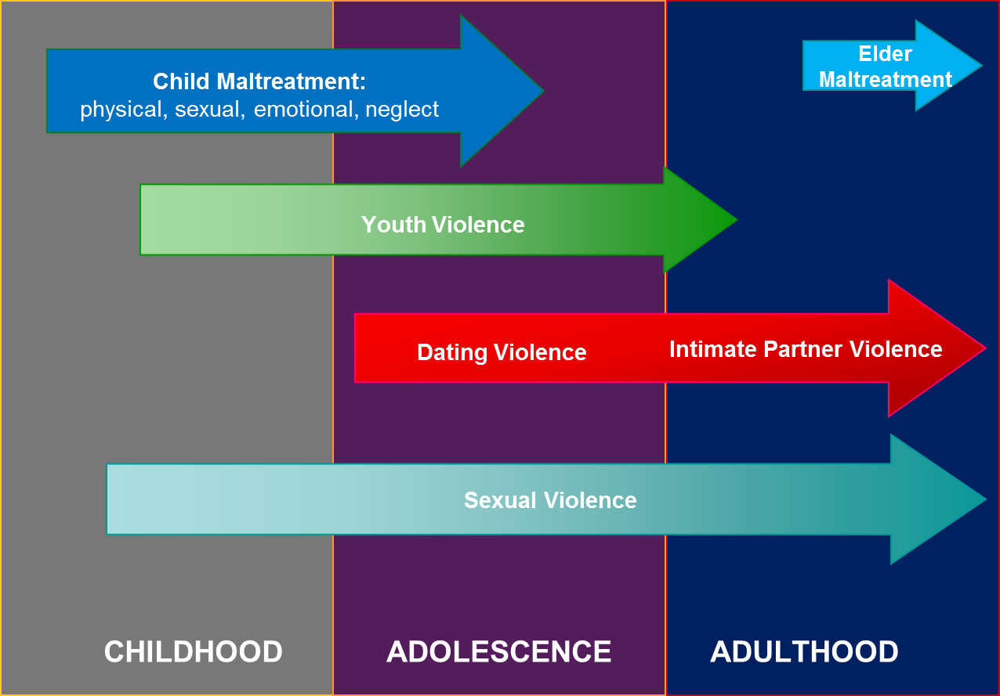 Child Maltreatment:
physical, sexual, emotional, neglect
Elder
Maltreatment
Youth Violence
Dating Violence
Intimate Partner Violence
Sexual Violence
CHILDHOOD
ADOLESCENCE
ADULTHOOD